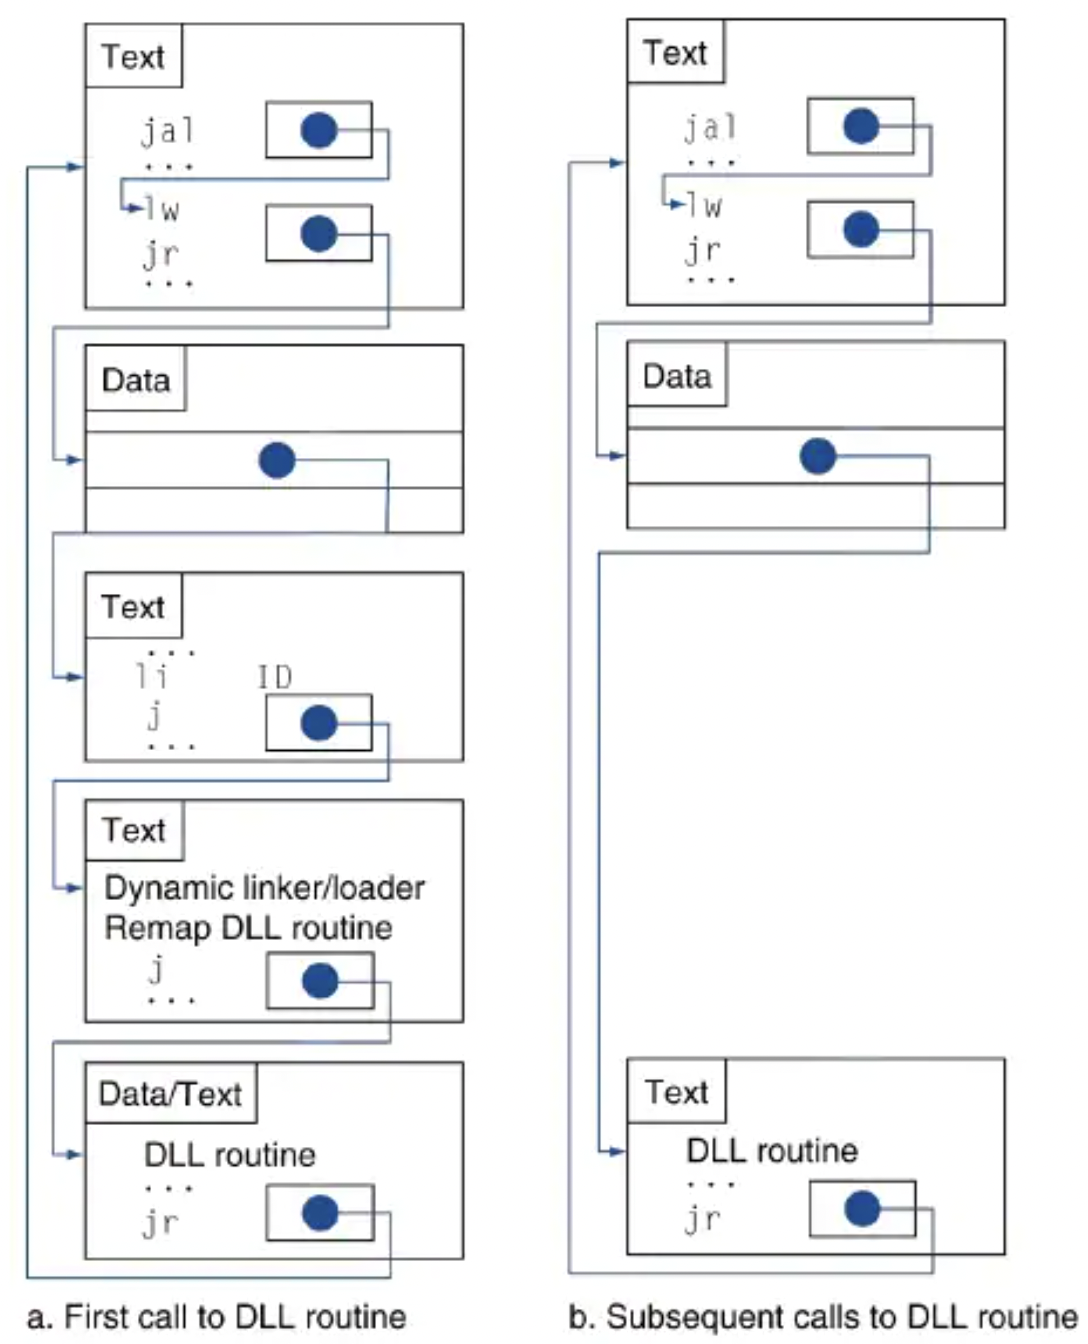 Text
jal
...
lw
jr
...
Data
Text
...
li ID
j
...
Text
Dynamic linker/loader
Remap DLL routine
j
...
Data/Text
DLL routine
...
jr
a. First call to DLL routine
Text
jal
...
lw
jr
...
Data
Text
DLL routine
...
jr
b. Subsequent calls to DLL routine